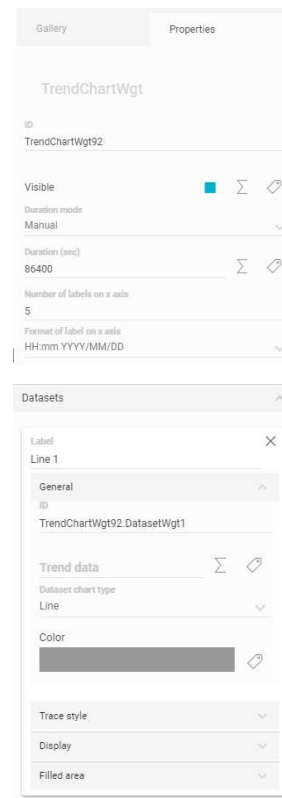 Gallery
Properties
TrendChartWgt
ID
TrendChartWgt92
Visible
Duration mode
Manual
Duration (sec)
86400
Number of labels on x axis
5
Format of label on x axis
HH:mm YYYY/MM/DD
Datasets
Label
Line 1
General
ID
TrendChartWgt92.DatasetWgt1
Trend data
Dataset chart type
Line
Color
Trace style
Display
Filled area